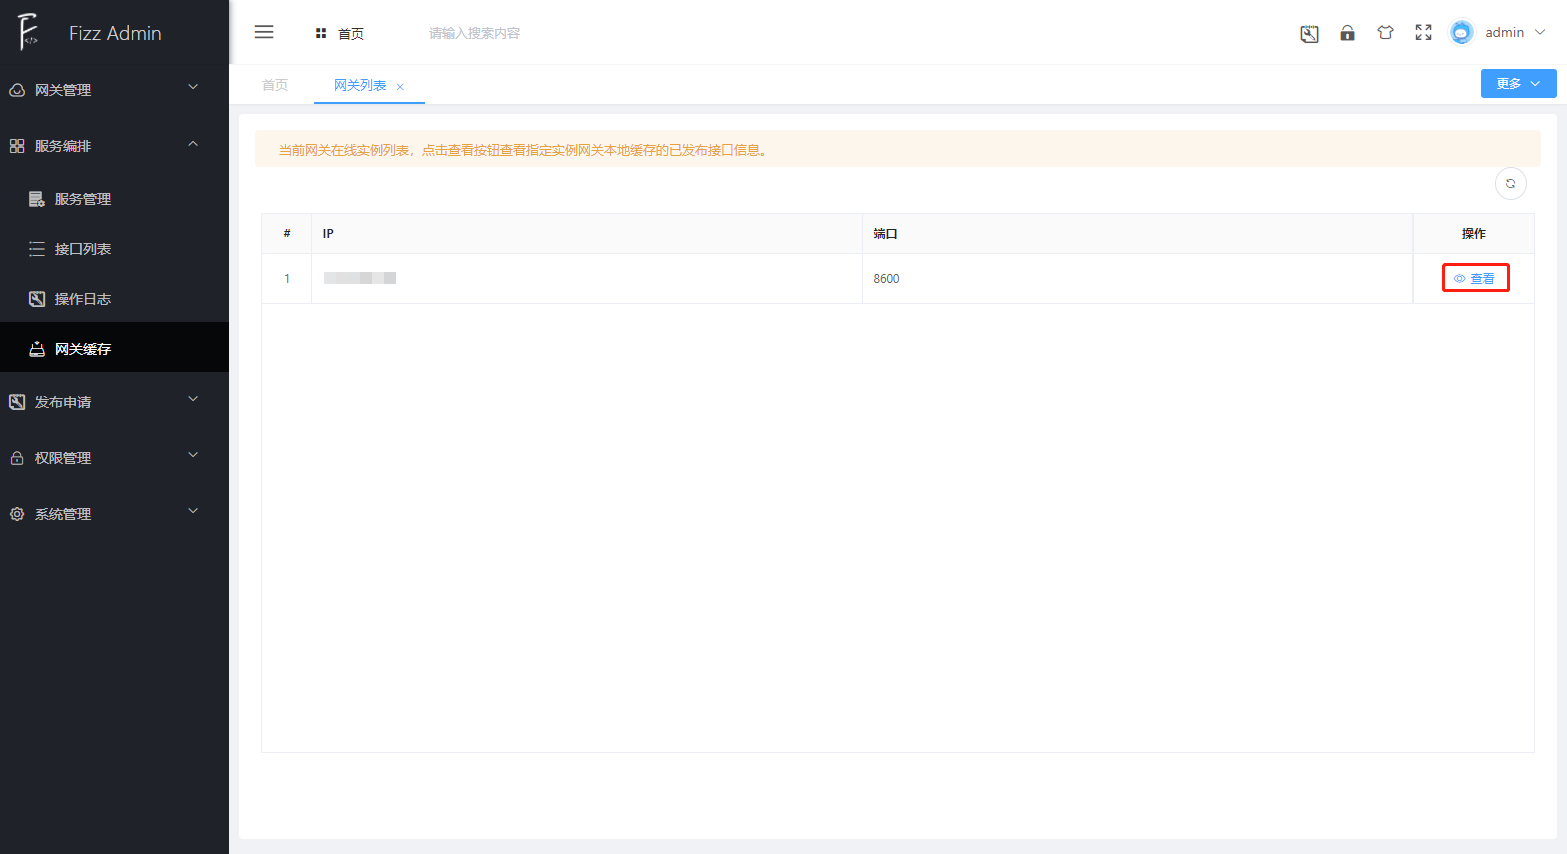 Fizz Admin
首页
请输入搜索内容
admin
网关管理
服务编排
服务管理
接口列表
操作日志
网关缓存
发布申请
权限管理
系统管理
首页
网关列表 ×
更多
当前网关在线实例列表，点击查看按钮查看指定实例网关本地缓存的已发布接口信息。
# IP 端口 操作
1 8600 查看